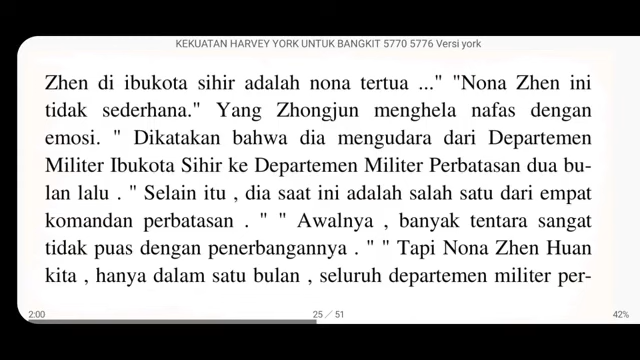 KEKUATAN HARVEY YORK UNTUK BANGKIT 5770 5776 Versi york
Zhen di ibukota sihir adalah nona tertua ..." "Nona Zhen ini
tidak sederhana." Yang Zhongjun menghela nafas dengan
emosi. " Dikatakan bahwa dia mengudara dari Departemen
Militer Ibukota Sihir ke Departemen Militer Perbatasan dua bu-
lan lalu . " Selain itu , dia saat ini adalah salah satu dari empat
komandan perbatasan . " " Awalnya , banyak tentara sangat
tidak puas dengan penerbangannya . " " Tapi Nona Zhen Huan
kita , hanya dalam satu bulan , seluruh departemen militer per-
2:00 25 / 51 42%